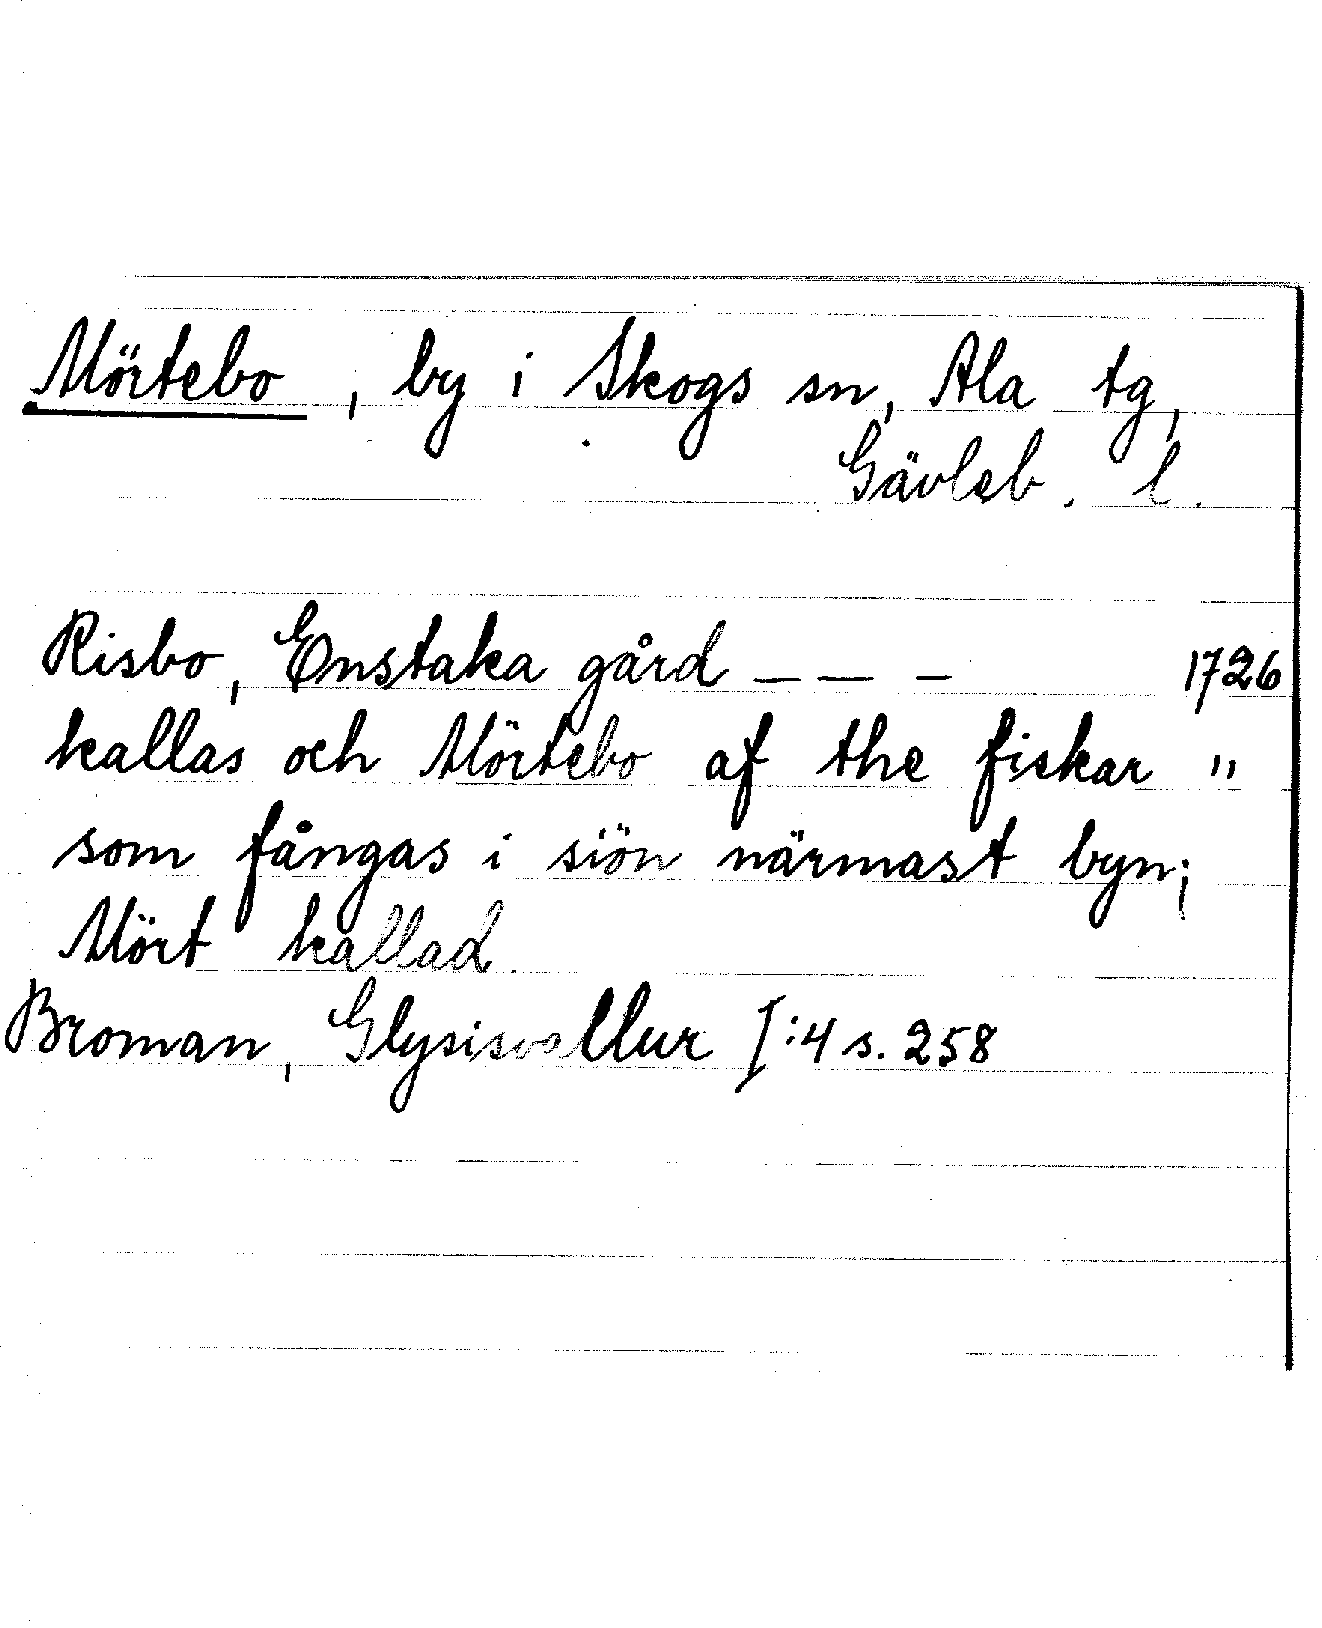 Mörtebo, by i Skogs sn, Ala tg,
Gävleb. l.
Risbo, Enstaka gård — — — 1726
kallas och Mörtebo af the fiskar "
som fångas i siön närmast byn;
Mört kallad.
Broman, Glysisvallur I:4 s. 258